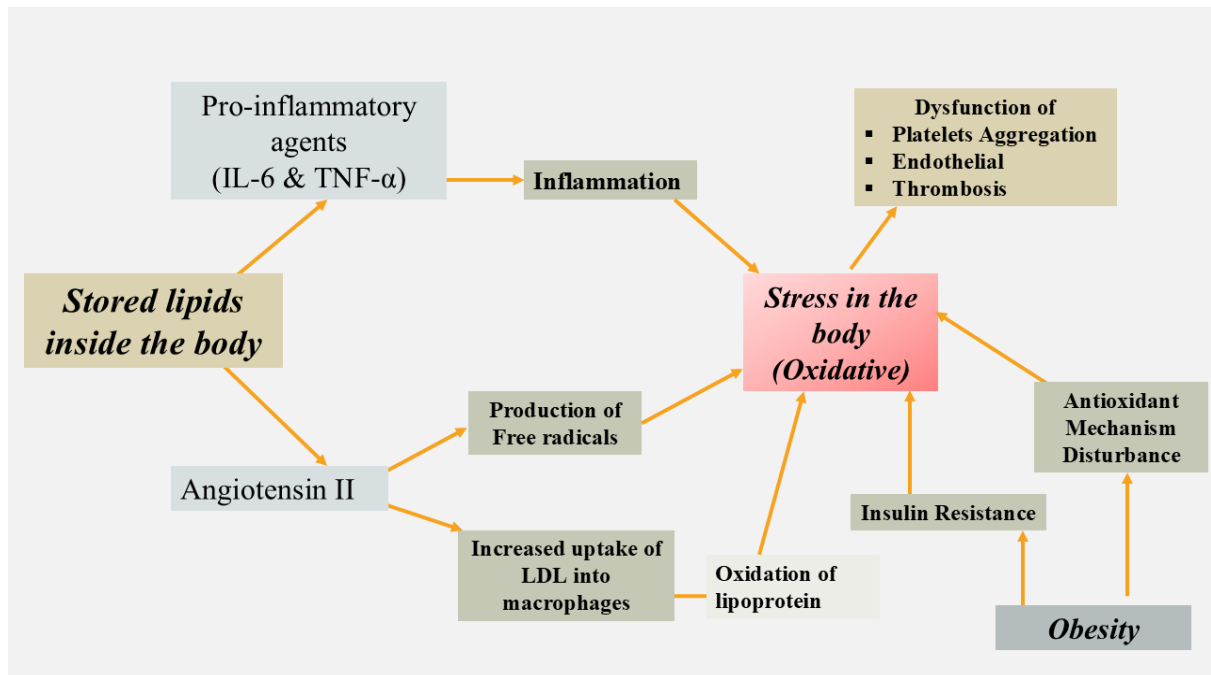 Pro-inflammatory
agents
(IL-6 & TNF-α)
Inflammation
Dysfunction of
▪ Platelets Aggregation
▪ Endothelial
▪ Thrombosis
Stored lipids
inside the body
Stress in the
body
(Oxidative)
Production of
Free radicals
Antioxidant
Mechanism
Disturbance
Angiotensin II
Insulin Resistance
Increased uptake of
LDL into
macrophages
Oxidation of
lipoprotein
Obesity